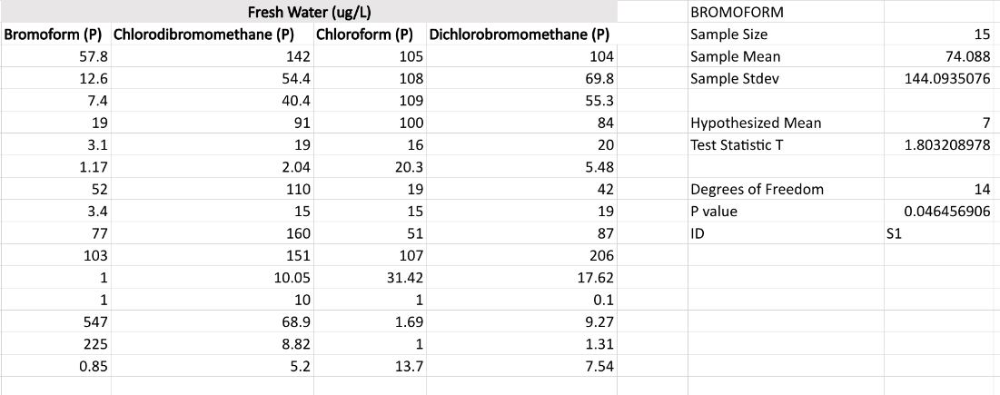 Fresh Water (ug/L) BROMOFORM
Bromoform (P) Chlorodibromomethane (P) Chloroform (P) Dichlorobromomethane (P) Sample Size 15
57.8 142 105 104 Sample Mean 74.088
12.6 54.4 108 69.8 Sample Stdev 144.0935076
7.4 40.4 109 55.3
19 91 100 84 Hypothesized Mean 7
3.1 19 16 20 Test Statistic T 1.803208978
1.17 2.04 20.3 5.48
52 110 19 42 Degrees of Freedom 14
3.4 15 15 19 P value 0.046456906
77 160 51 87 ID S1
103 151 107 206
1 10.05 31.42 17.62
1 10 1 0.1
547 68.9 1.69 9.27
225 8.82 1 1.31
0.85 5.2 13.7 7.54